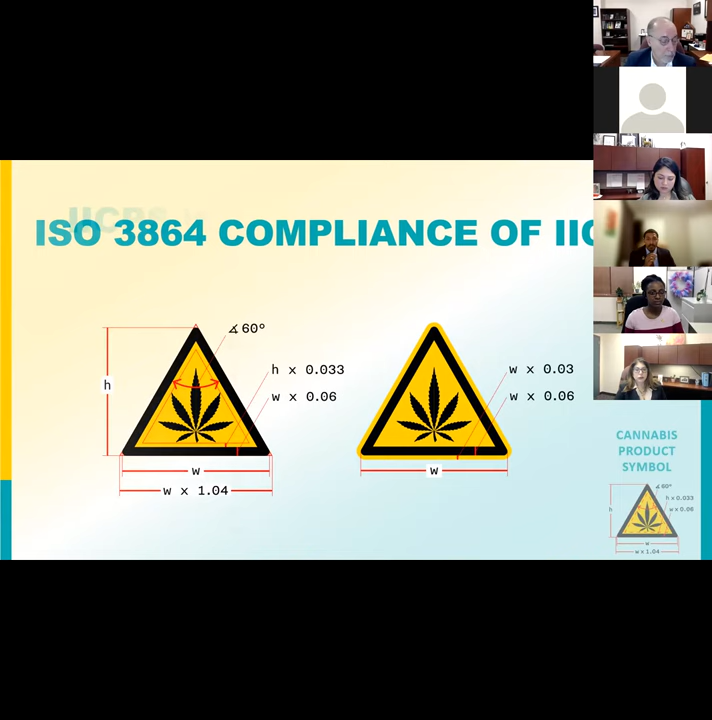 ISO 3864 COMPLIANCE OF IIC
∡60°
h
h x 0.033
w x 0.06
w
w x 1.04
w x 0.03
w x 0.06
w
CANNABIS
PRODUCT
SYMBOL
∡60°
h x 0.033
h
w x 0.06
w
w x 1.04